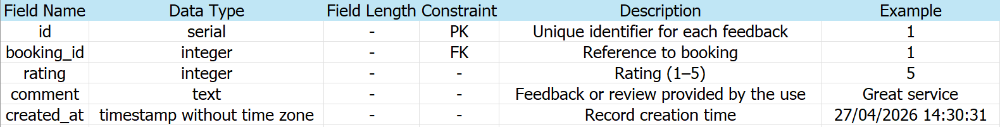 Field Name Data Type Field Length Constraint Description Example
id serial - PK Unique identifier for each feedback 1
booking_id integer - FK Reference to booking 1
rating integer - - Rating (1–5) 5
comment text - - Feedback or review provided by the use Great service
created_at timestamp without time zone - - Record creation time 27/04/2026 14:30:31